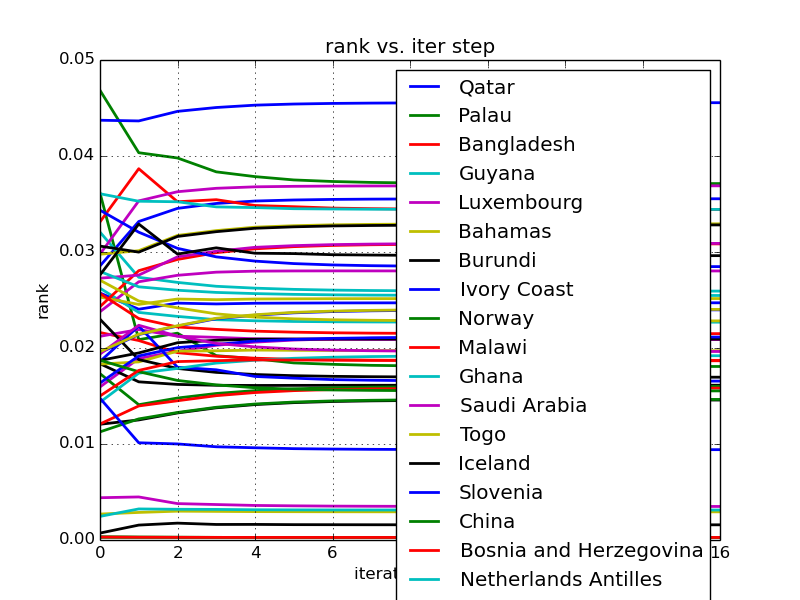 rank vs. iter step
0.05
0.04
0.03
0.02
0.01
0.00
rank
0
2
4
6
16
iterat
Qatar
Palau
Bangladesh
Guyana
Luxembourg
Bahamas
Burundi
Ivory Coast
Norway
Malawi
Ghana
Saudi Arabia
Togo
Iceland
Slovenia
China
Bosnia and Herzegovina
Netherlands Antilles